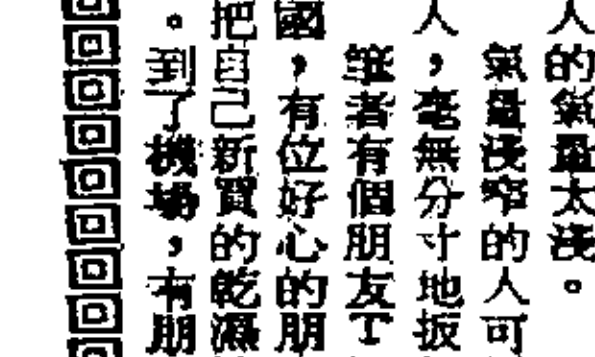 人的氣量太淺。
氣量淺窄的人可
人，毫無分寸地扳
筆者有個朋友T
國，有位好心的朋
把自己新買的乾濕
。到了機場，有朋